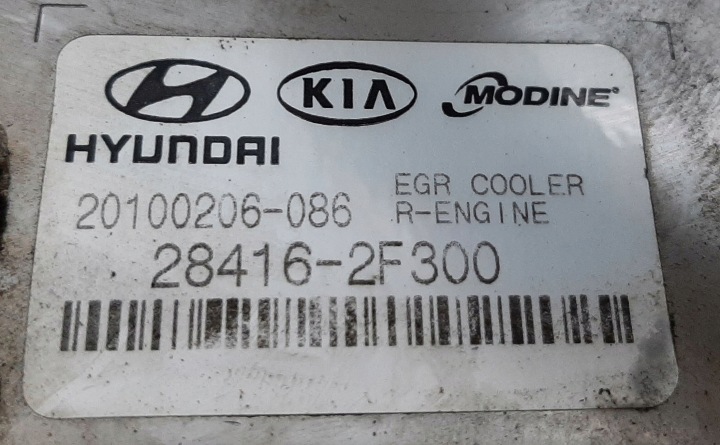 HYUNDAI
KIA
MODINE
20100206-086
EGR COOLER
R-ENGINE
28416-2F300